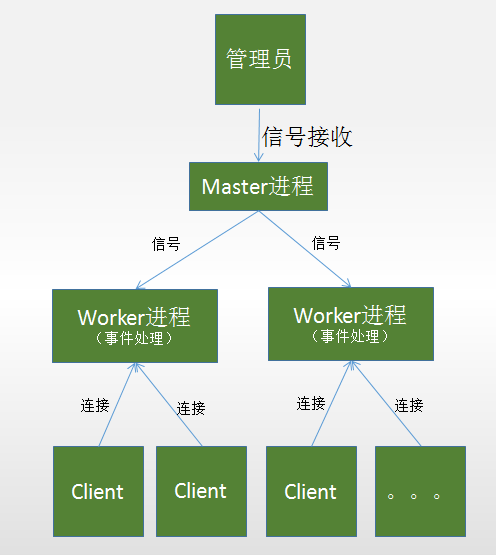 管理员
信号接收
Master进程
信号
信号
Worker进程
（事件处理）
Worker进程
（事件处理）
连接
连接
连接
连接
Client
Client
Client
。。。